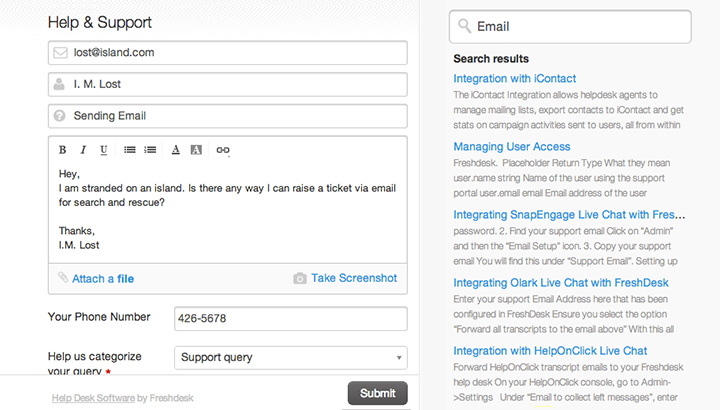 Help & Support
lost@island.com
I. M. Lost
Sending Email
B I U A A
Hey,
I am stranded on an island. Is there any way I can raise a ticket via email
for search and rescue?
Thanks,
I.M. Lost
Attach a file
Take Screenshot
Your Phone Number
426-5678
Help us categorize
your query *
Support query
Help Desk Software by Freshdesk
Submit
Email
Search results
Integration with iContact
The iContact Integration allows helpdesk agents to
manage mailing lists, export contacts to iContact and get
stats on campaign activities sent to users, all from within
Managing User Access
Freshdesk. Placeholder Return Type What they mean
user.name string Name of the user using the support
portal user.email email Email address of the user
Integrating SnapEngage Live Chat with Fres...
password. 2. Find your support email Click on “Admin”
and then the “Email Setup” icon. 3. Copy your support
email You will find this under “Support Email”. Setting up
Integrating Olark Live Chat with FreshDesk
Enter your support Email Address here that has been
configured in FreshDesk Ensure you select the option
“Forward all transcripts to the email above” With this all
Integration with HelpOnClick Live Chat
Forward HelpOnClick transcript emails to your Freshdesk
help desk On your HelpOnClick console, go to Admin-
>Settings Under “Email to collect left messages”, enter